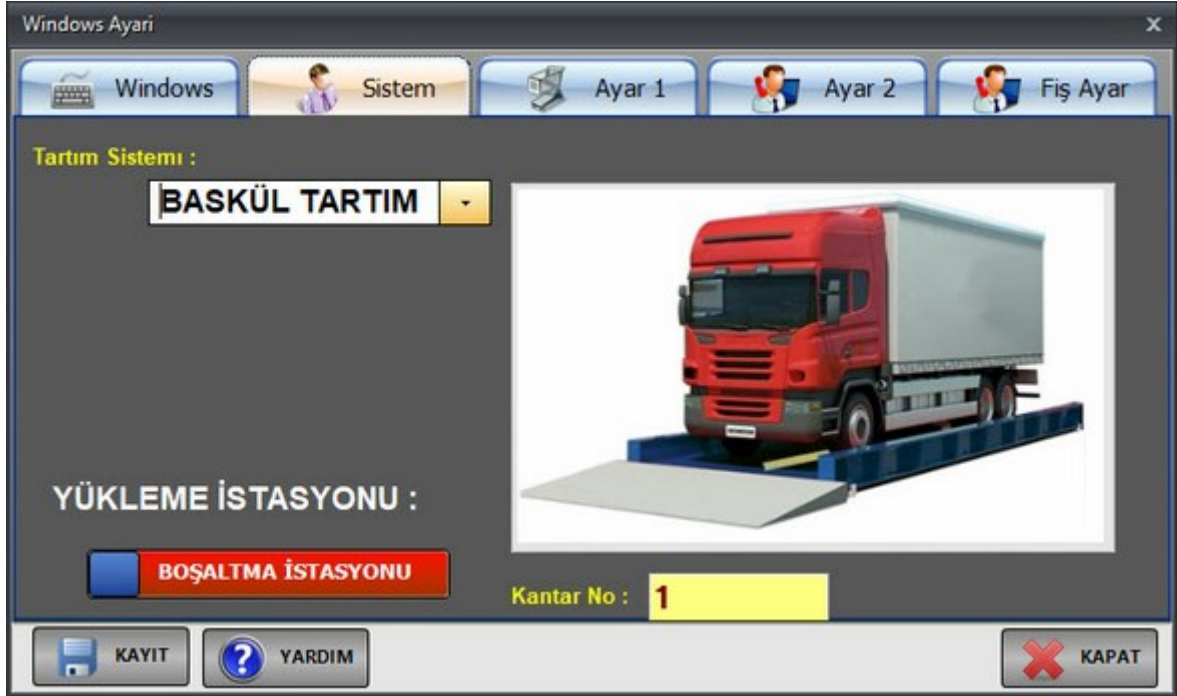 Windows Ayari
Windows
Sistem
Ayar 1
Ayar 2
Fiş Ayar
Tartım Sistemı :
BASKÜL TARTIM
YÜKLEME İSTASYONU :
BOŞALTMA İSTASYONU
Kantar No :
1
KAYIT
YARDIM
KAPAT